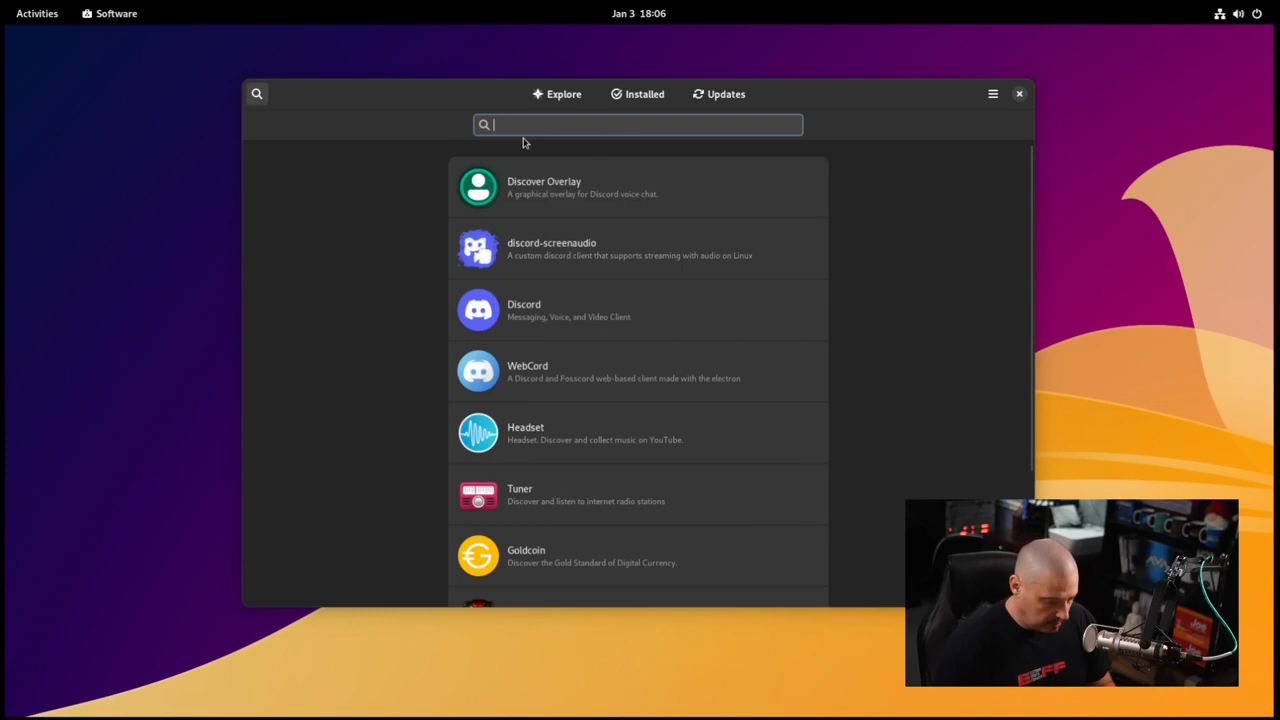 Activities
Software
Jan 3 18:06
Explore
Installed
Updates
Discover Overlay
A graphical overlay for Discord voice chat.
discord-screenaudio
A custom discord client that supports streaming with audio on Linux
Discord
Messaging, Voice, and Video Client
WebCord
A Discord and Fosscord web-based client made with the electron
Headset
Headset. Discover and collect music on YouTube.
Tuner
Discover and listen to internet radio stations
Goldcoin
Discover the Gold Standard of Digital Currency.